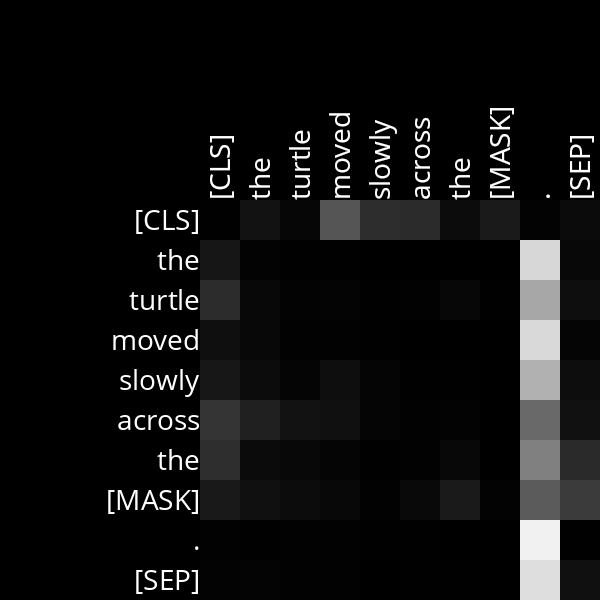 [CLS] the turtle moved slowly across the [MASK] . [SEP]
[CLS]
the
turtle
moved
slowly
across
the
[MASK]
.
[SEP]